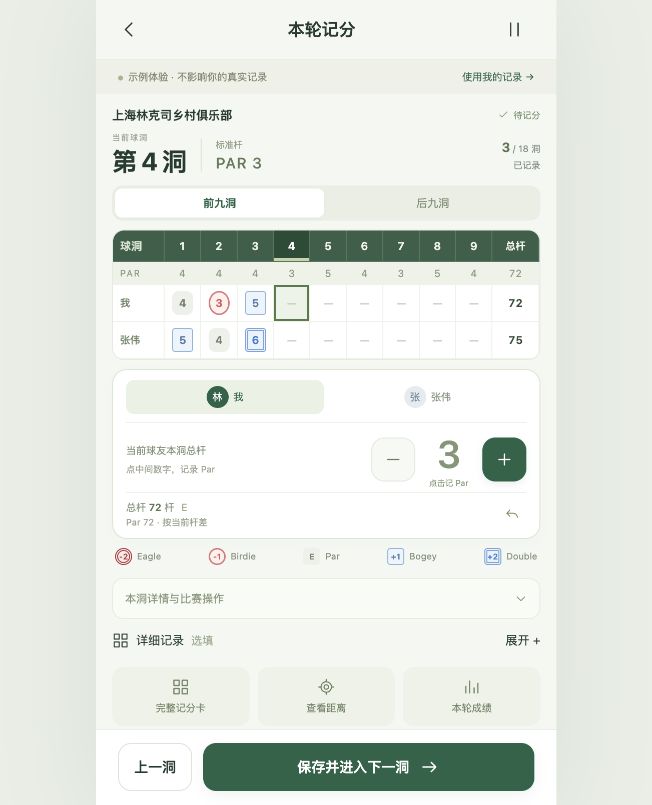 本轮记分
示例体验 · 不影响你的真实记录
使用我的记录 →
上海林克司乡村俱乐部
待记分
当前球洞
第 4 洞
标准杆
PAR 3
3 / 18 洞
已记录
前九洞
后九洞
球洞 1 2 3 4 5 6 7 8 9 总杆
PAR 4 4 4 3 5 4 3 5 4 72
我 4 3 5 — — — — — — 72
张伟 5 4 6 — — — — — — 75
林 我
张 张伟
当前球友本洞总杆
点中间数字，记录 Par
— 3 +
点击记 Par
总杆 72 杆 E
Par 72 · 按当前杆差
-2 Eagle
-1 Birdie
E Par
+1 Bogey
+2 Double
本洞详情与比赛操作
详细记录 选填
展开 +
完整记分卡
查看距离
本轮成绩
上一洞
保存并进入下一洞 →